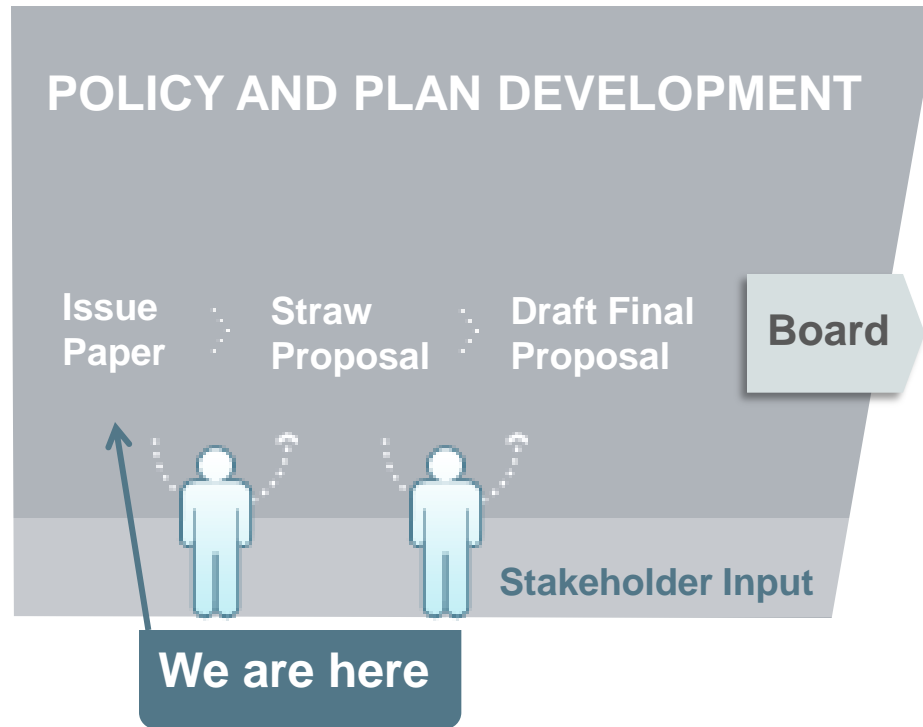 POLICY AND PLAN DEVELOPMENT
Issue
Paper
Straw
Proposal
Draft Final
Proposal
Board
Stakeholder Input
We are here